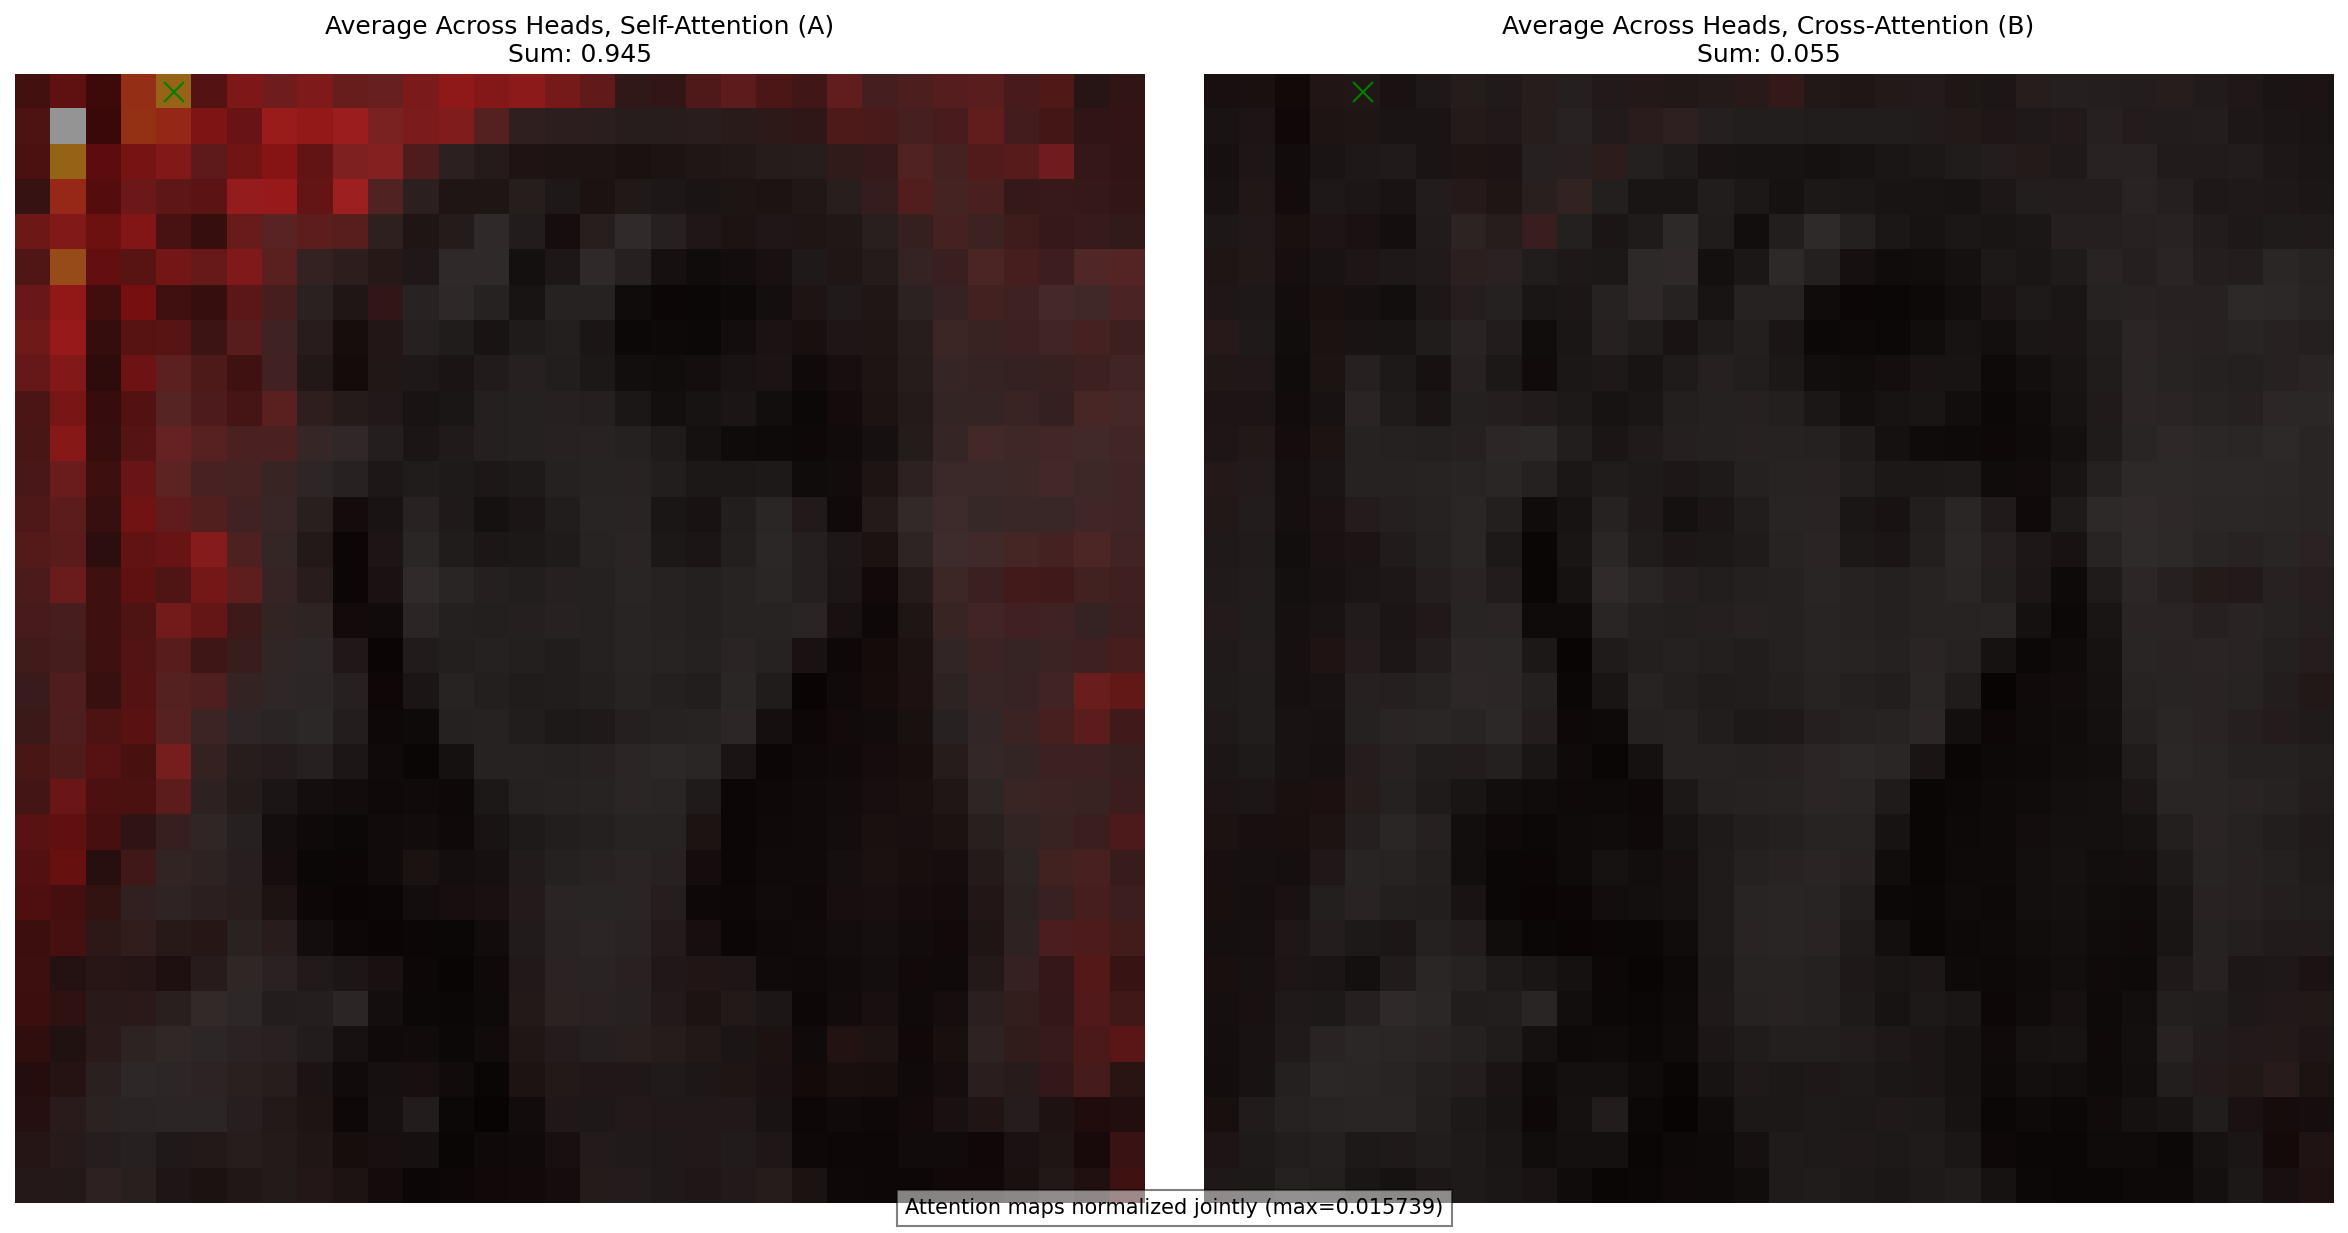 Average Across Heads, Self-Attention (A)
Sum: 0.945
Average Across Heads, Cross-Attention (B)
Sum: 0.055
Attention maps normalized jointly (max=0.015739)